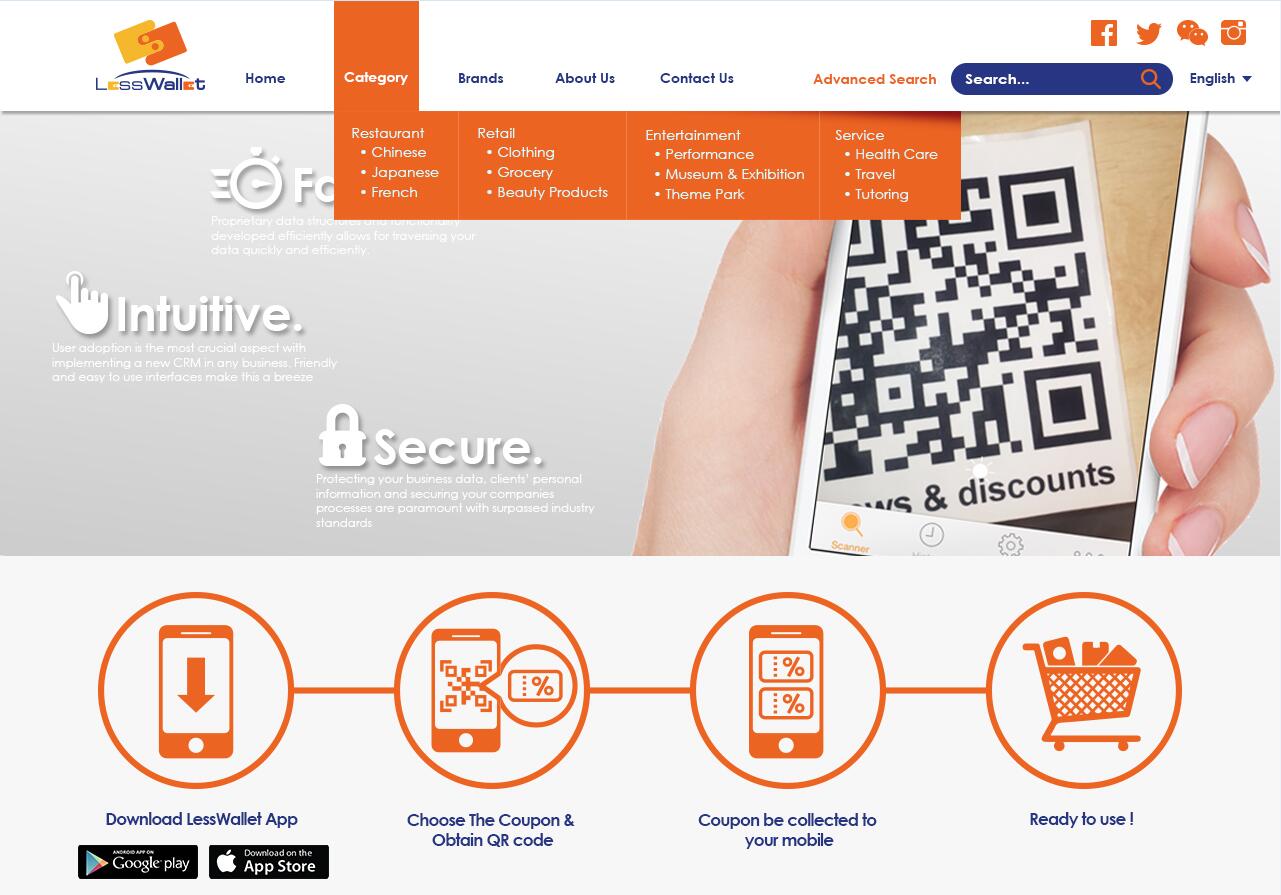 LessWallet
Home
Category
Brands
About Us
Contact Us
Advanced Search
Search...
English
Restaurant
• Chinese
• Japanese
• French
Retail
• Clothing
• Grocery
• Beauty Products
Entertainment
• Performance
• Museum & Exhibition
• Theme Park
Service
• Health Care
• Travel
• Tutoring
Proprietary data structures and functionality
developed efficiently allows for traversing your
data quickly and efficiently.
Intuitive.
User adoption is the most crucial aspect with
implementing a new CRM in any business. Friendly
and easy to use interfaces make this a breeze
Secure.
Protecting your business data, clients' personal
information and securing your companies
processes are paramount with surpassed industry
standards
& discounts
Scanner
%
%
%
Download LessWallet App
ANDROID APP ON
Google play
Download on the
App Store
Choose The Coupon &
Obtain QR code
Coupon be collected to
your mobile
Ready to use !